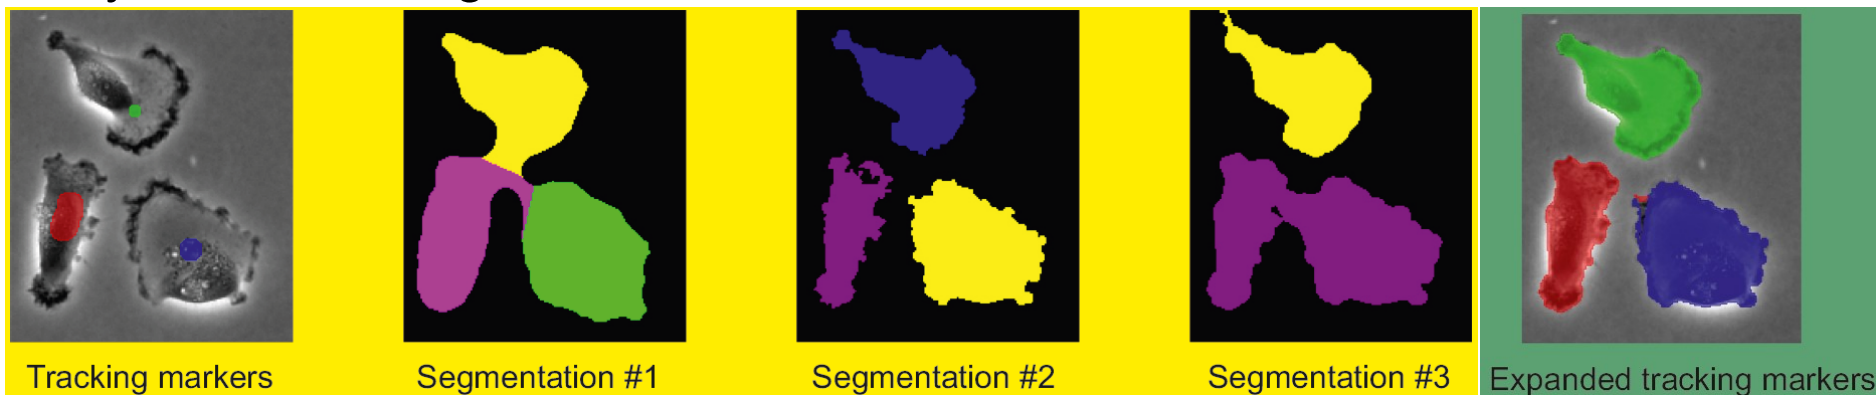 Tracking markers
Segmentation #1
Segmentation #2
Segmentation #3
Expanded tracking markers